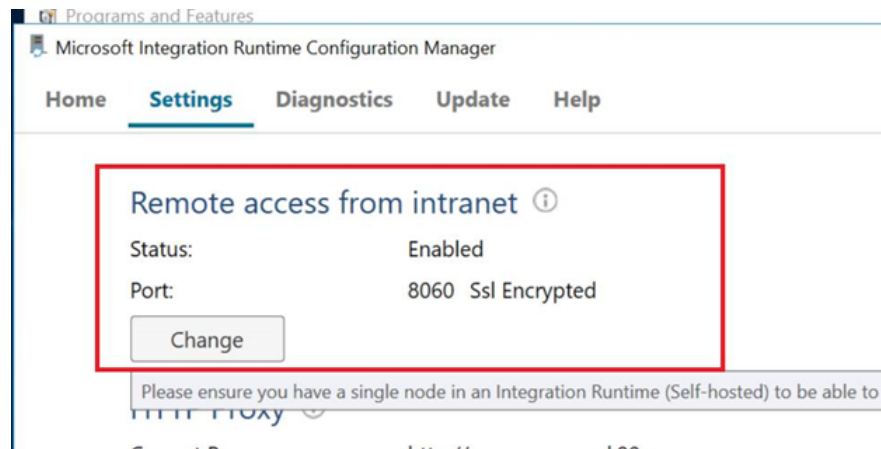 Programs and Features
Microsoft Integration Runtime Configuration Manager
Home Settings Diagnostics Update Help
Remote access from intranet
Status: Enabled
Port: 8060 Ssl Encrypted
Change
Please ensure you have a single node in an Integration Runtime (Self-hosted) to be able to
HTTP Proxy